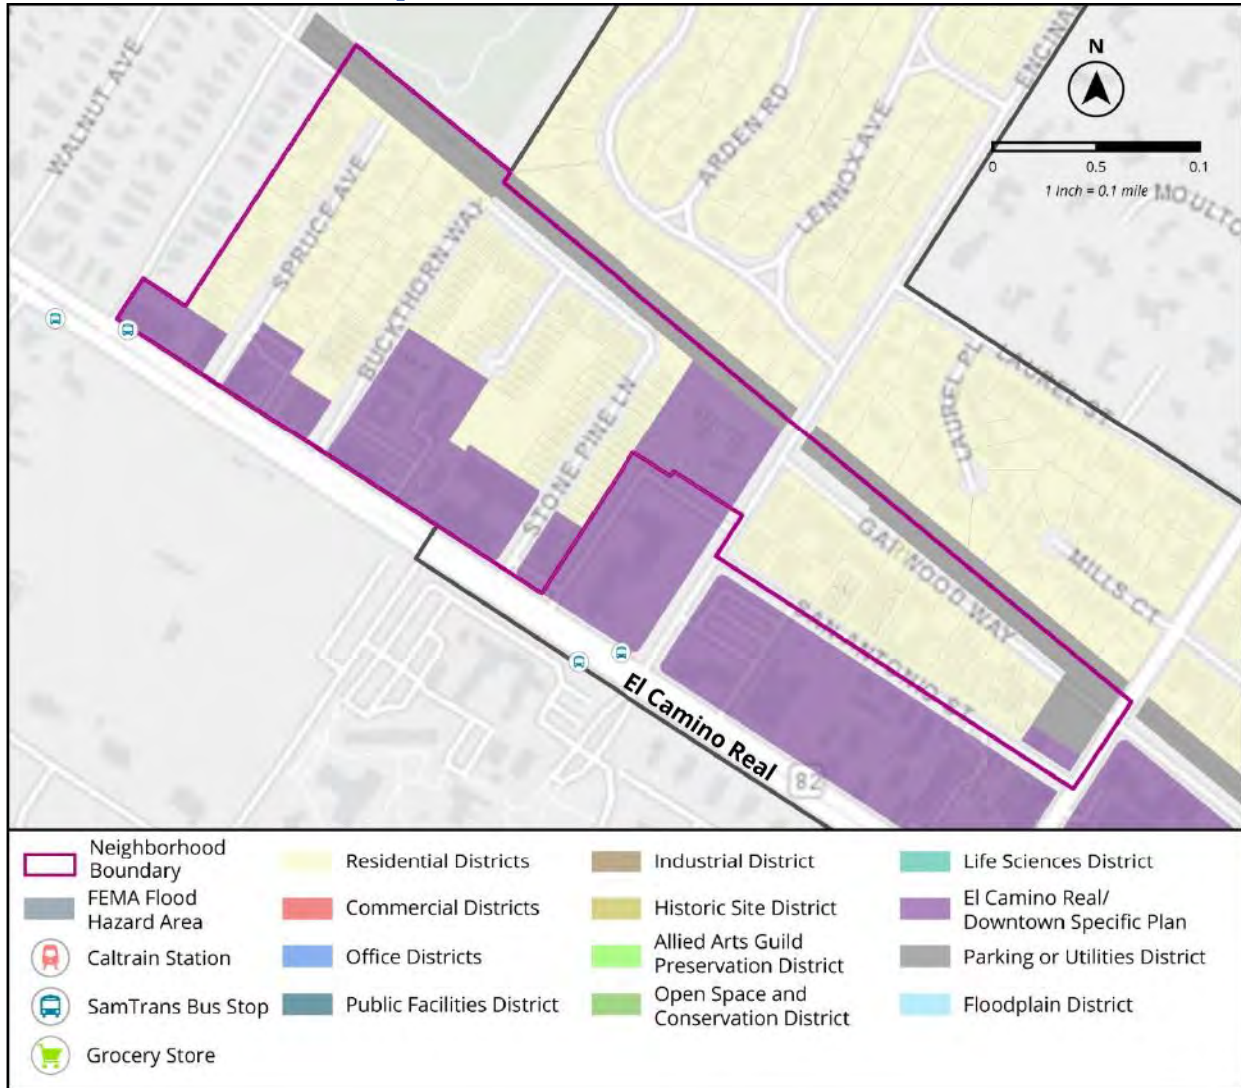 N
0 0.5 0.1
1 Inch = 0.1 mile
WALNUT AVE
ARDEN RD
LENNOX AVE
MOULTO
ENCINA
SPRUCE AVE
BUCKTHORN WAY
STONE PINE LN
LAUREL PL
LAUREL ST
GARWOOD WAY
MILLS CT
SAN ANTONIO ST
El Camino Real
82
Neighborhood
Boundary
FEMA Flood
Hazard Area
Caltrain Station
SamTrans Bus Stop
Grocery Store
Residential Districts
Commercial Districts
Office Districts
Public Facilities District
Industrial District
Historic Site District
Allied Arts Guild
Preservation District
Open Space and
Conservation District
Life Sciences District
El Camino Real/
Downtown Specific Plan
Parking or Utilities District
Floodplain District